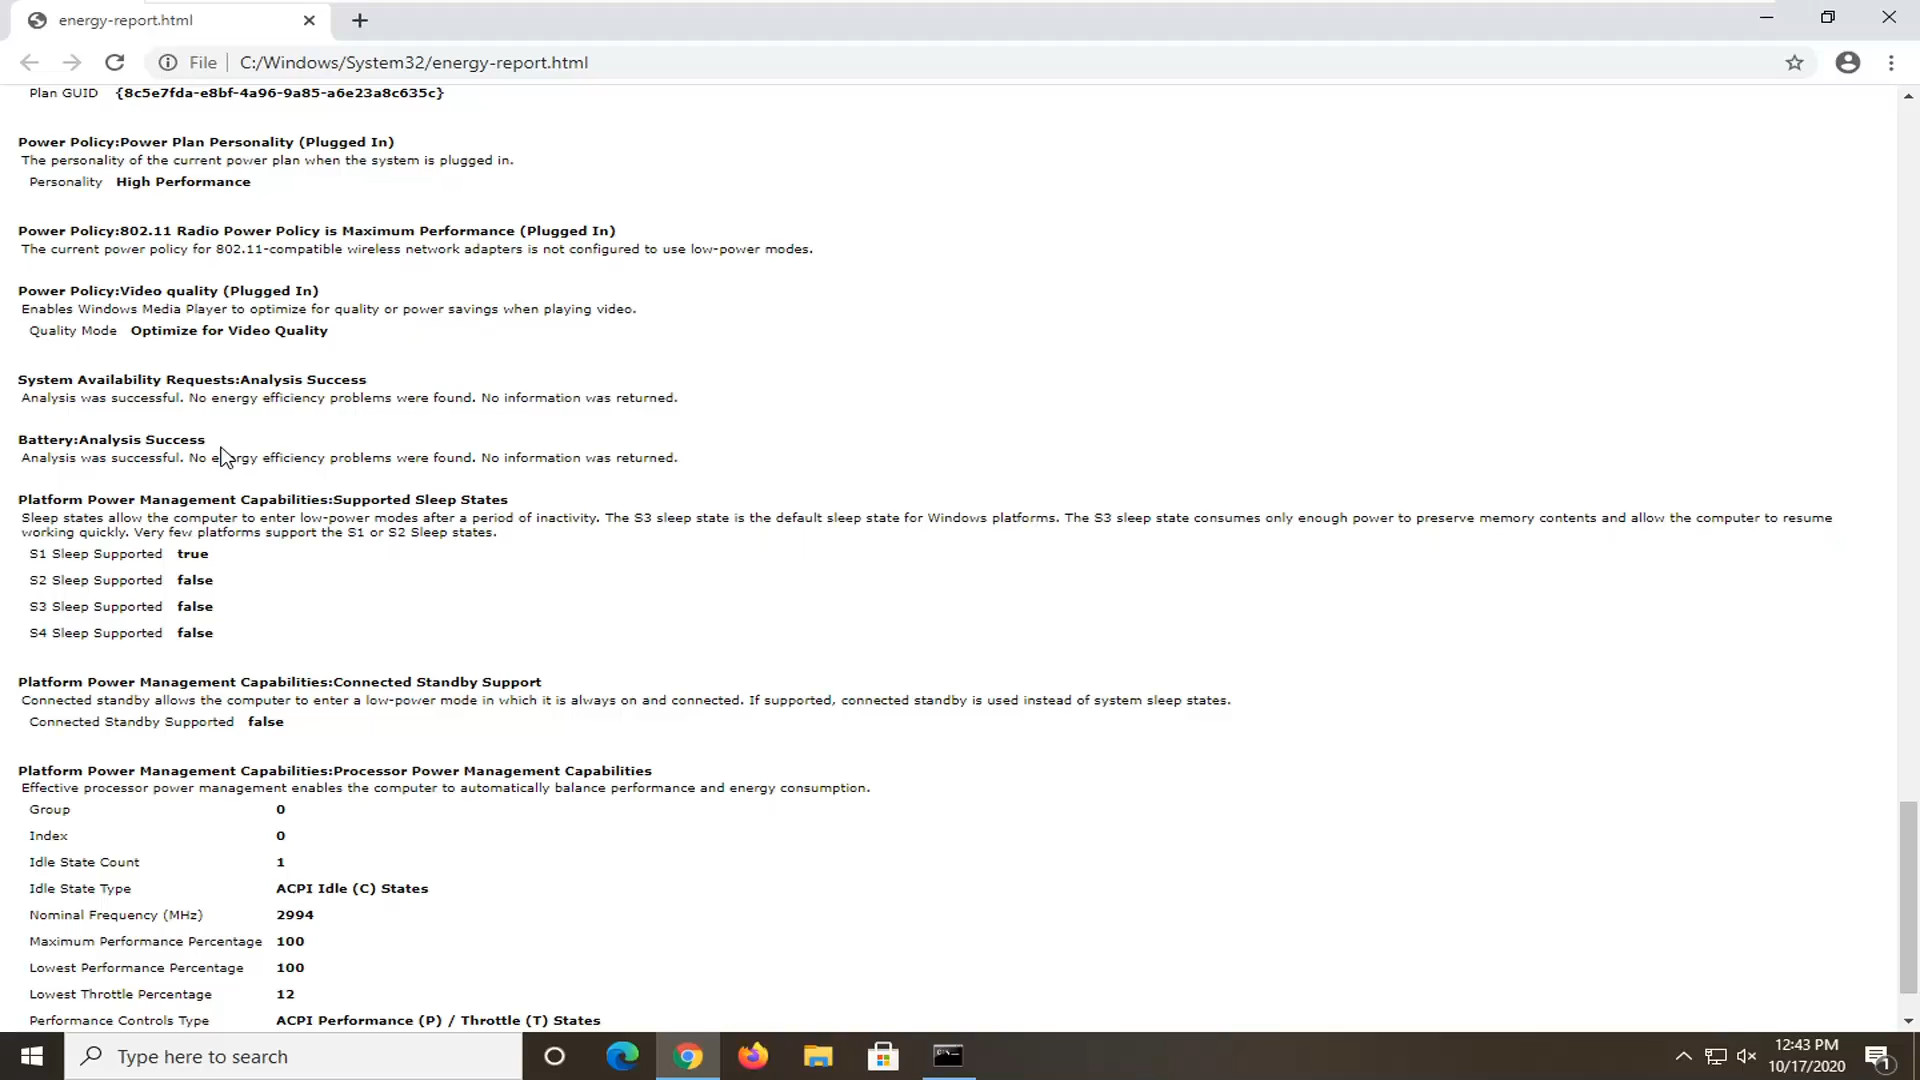 energy-report.html
File
C:/Windows/System32/energy-report.html
Plan GUID {8c5e7fda-e8bf-4a96-9a85-a6e23a8c635c}
Power Policy:Power Plan Personality (Plugged In)
The personality of the current power plan when the system is plugged in.
Personality High Performance
Power Policy:802.11 Radio Power Policy is Maximum Performance (Plugged In)
The current power policy for 802.11-compatible wireless network adapters is not configured to use low-power modes.
Power Policy:Video quality (Plugged In)
Enables Windows Media Player to optimize for quality or power savings when playing video.
Quality Mode Optimize for Video Quality
System Availability Requests:Analysis Success
Analysis was successful. No energy efficiency problems were found. No information was returned.
Battery:Analysis Success
Analysis was successful. No energy efficiency problems were found. No information was returned.
Platform Power Management Capabilities:Supported Sleep States
Sleep states allow the computer to enter low-power modes after a period of inactivity. The S3 sleep state is the default sleep state for Windows platforms. The S3 sleep state consumes only enough power to preserve memory contents and allow the computer to resume
working quickly. Very few platforms support the S1 or S2 Sleep states.
S1 Sleep Supported true
S2 Sleep Supported false
S3 Sleep Supported false
S4 Sleep Supported false
Platform Power Management Capabilities:Connected Standby Support
Connected standby allows the computer to enter a low-power mode in which it is always on and connected. If supported, connected standby is used instead of system sleep states.
Connected Standby Supported false
Platform Power Management Capabilities:Processor Power Management Capabilities
Effective processor power management enables the computer to automatically balance performance and energy consumption.
Group 0
Index 0
Idle State Count 1
Idle State Type ACPI Idle (C) States
Nominal Frequency (MHz) 2994
Maximum Performance Percentage 100
Lowest Performance Percentage 100
Lowest Throttle Percentage 12
Performance Controls Type ACPI Performance (P) / Throttle (T) States
Type here to search
12:43 PM
10/17/2020
1